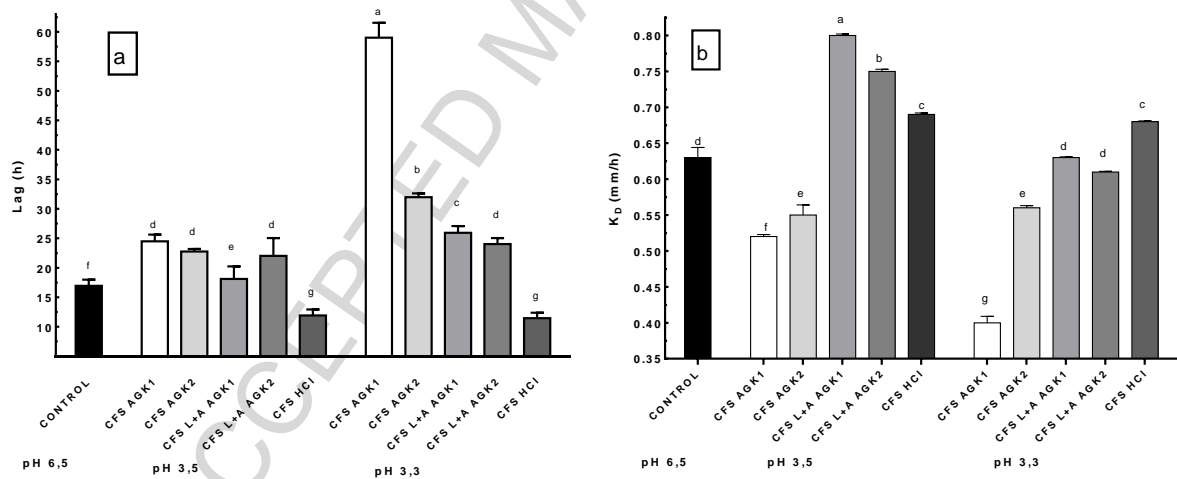 a
Lag (h)
60
55
50
45
40
35
30
25
20
15
10
f
d
d
e
d
g
a
b
c
d
g
CONTROL
CFS AGK1
CFS AGK2
CFS L+A AGK1
CFS L+A AGK2
CFS HCl
CFS AGK1
CFS AGK2
CFS L+A AGK1
CFS L+A AGK2
CFS HCl
pH 6,5
pH 3,5
pH 3,3
b
KD (mm/h)
0.80
0.75
0.70
0.65
0.60
0.55
0.50
0.45
0.40
0.35
d
f
e
a
b
c
g
e
d
d
c
CONTROL
CFS AGK1
CFS AGK2
CFS L+A AGK1
CFS L+A AGK2
CFS HCl
CFS AGK1
CFS AGK2
CFS L+A AGK1
CFS L+A AGK2
CFS HCl
pH 6,5
pH 3,5
pH 3,3
CCEPTED MA